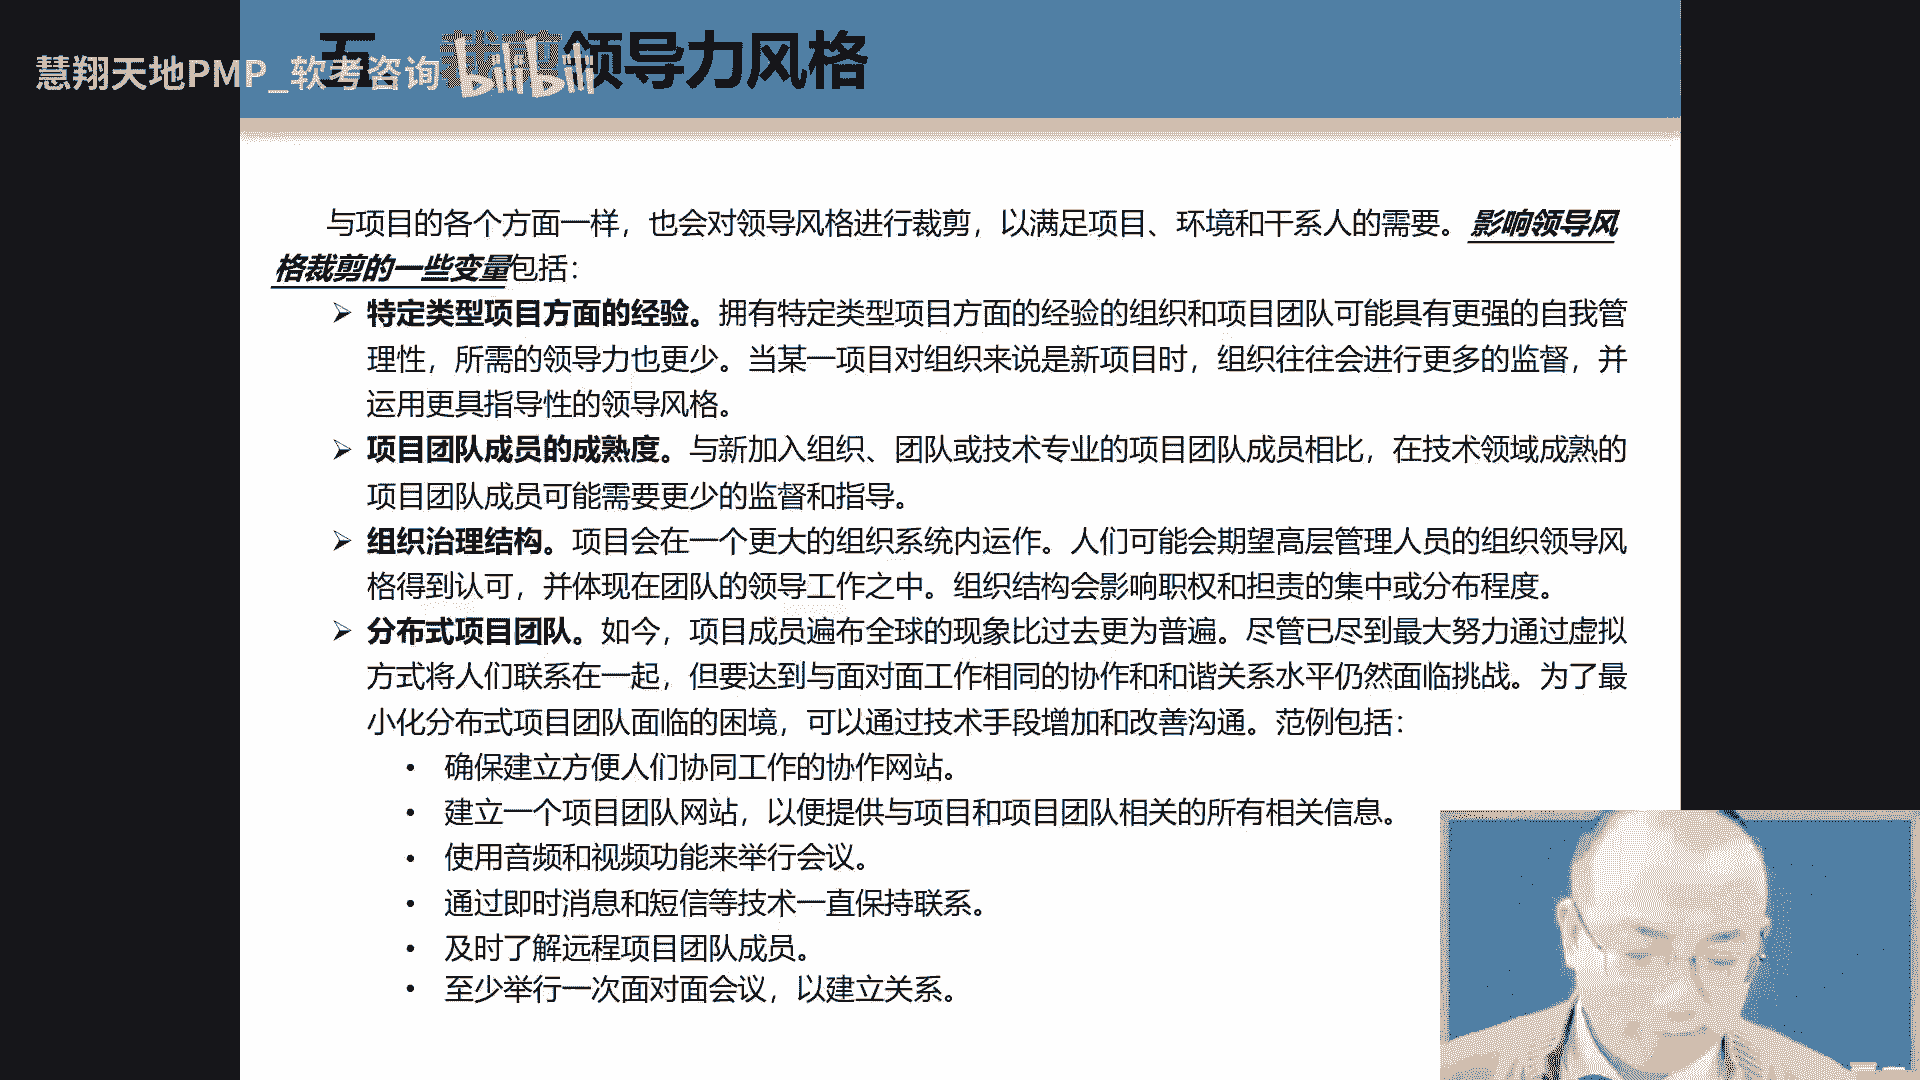 五、裁剪领导力风格
慧翔天地PMP_软考咨询
bilibili
与项目的各个方面一样，也会对领导风格进行裁剪，以满足项目、环境和干系人的需要。影响领导风
格裁剪的一些变量包括：
➢ 特定类型项目方面的经验。拥有特定类型项目方面的经验的组织和项目团队可能具有更强的自我管
理性，所需的领导力也更少。当某一项目对组织来说是新项目时，组织往往会进行更多的监督，并
运用更具指导性的领导风格。
➢ 项目团队成员的成熟度。与新加入组织、团队或技术专业的项目团队成员相比，在技术领域成熟的
项目团队成员可能需要更少的监督和指导。
➢ 组织治理结构。项目会在一个更大的组织系统内运作。人们可能会期望高层管理人员的组织领导风
格得到认可，并体现在团队的领导工作之中。组织结构会影响职权和担责的集中或分布程度。
➢ 分布式项目团队。如今，项目成员遍布全球的现象比过去更为普遍。尽管已尽到最大努力通过虚拟
方式将人们联系在一起，但要达到与面对面工作相同的协作和和谐关系水平仍然面临挑战。为了最
小化分布式项目团队面临的困境，可以通过技术手段增加和改善沟通。范例包括：
• 确保建立方便人们协同工作的协作网站。
• 建立一个项目团队网站，以便提供与项目和项目团队相关的所有相关信息。
• 使用音频和视频功能来举行会议。
• 通过即时消息和短信等技术一直保持联系。
• 及时了解远程项目团队成员。
• 至少举行一次面对面会议，以建立关系。